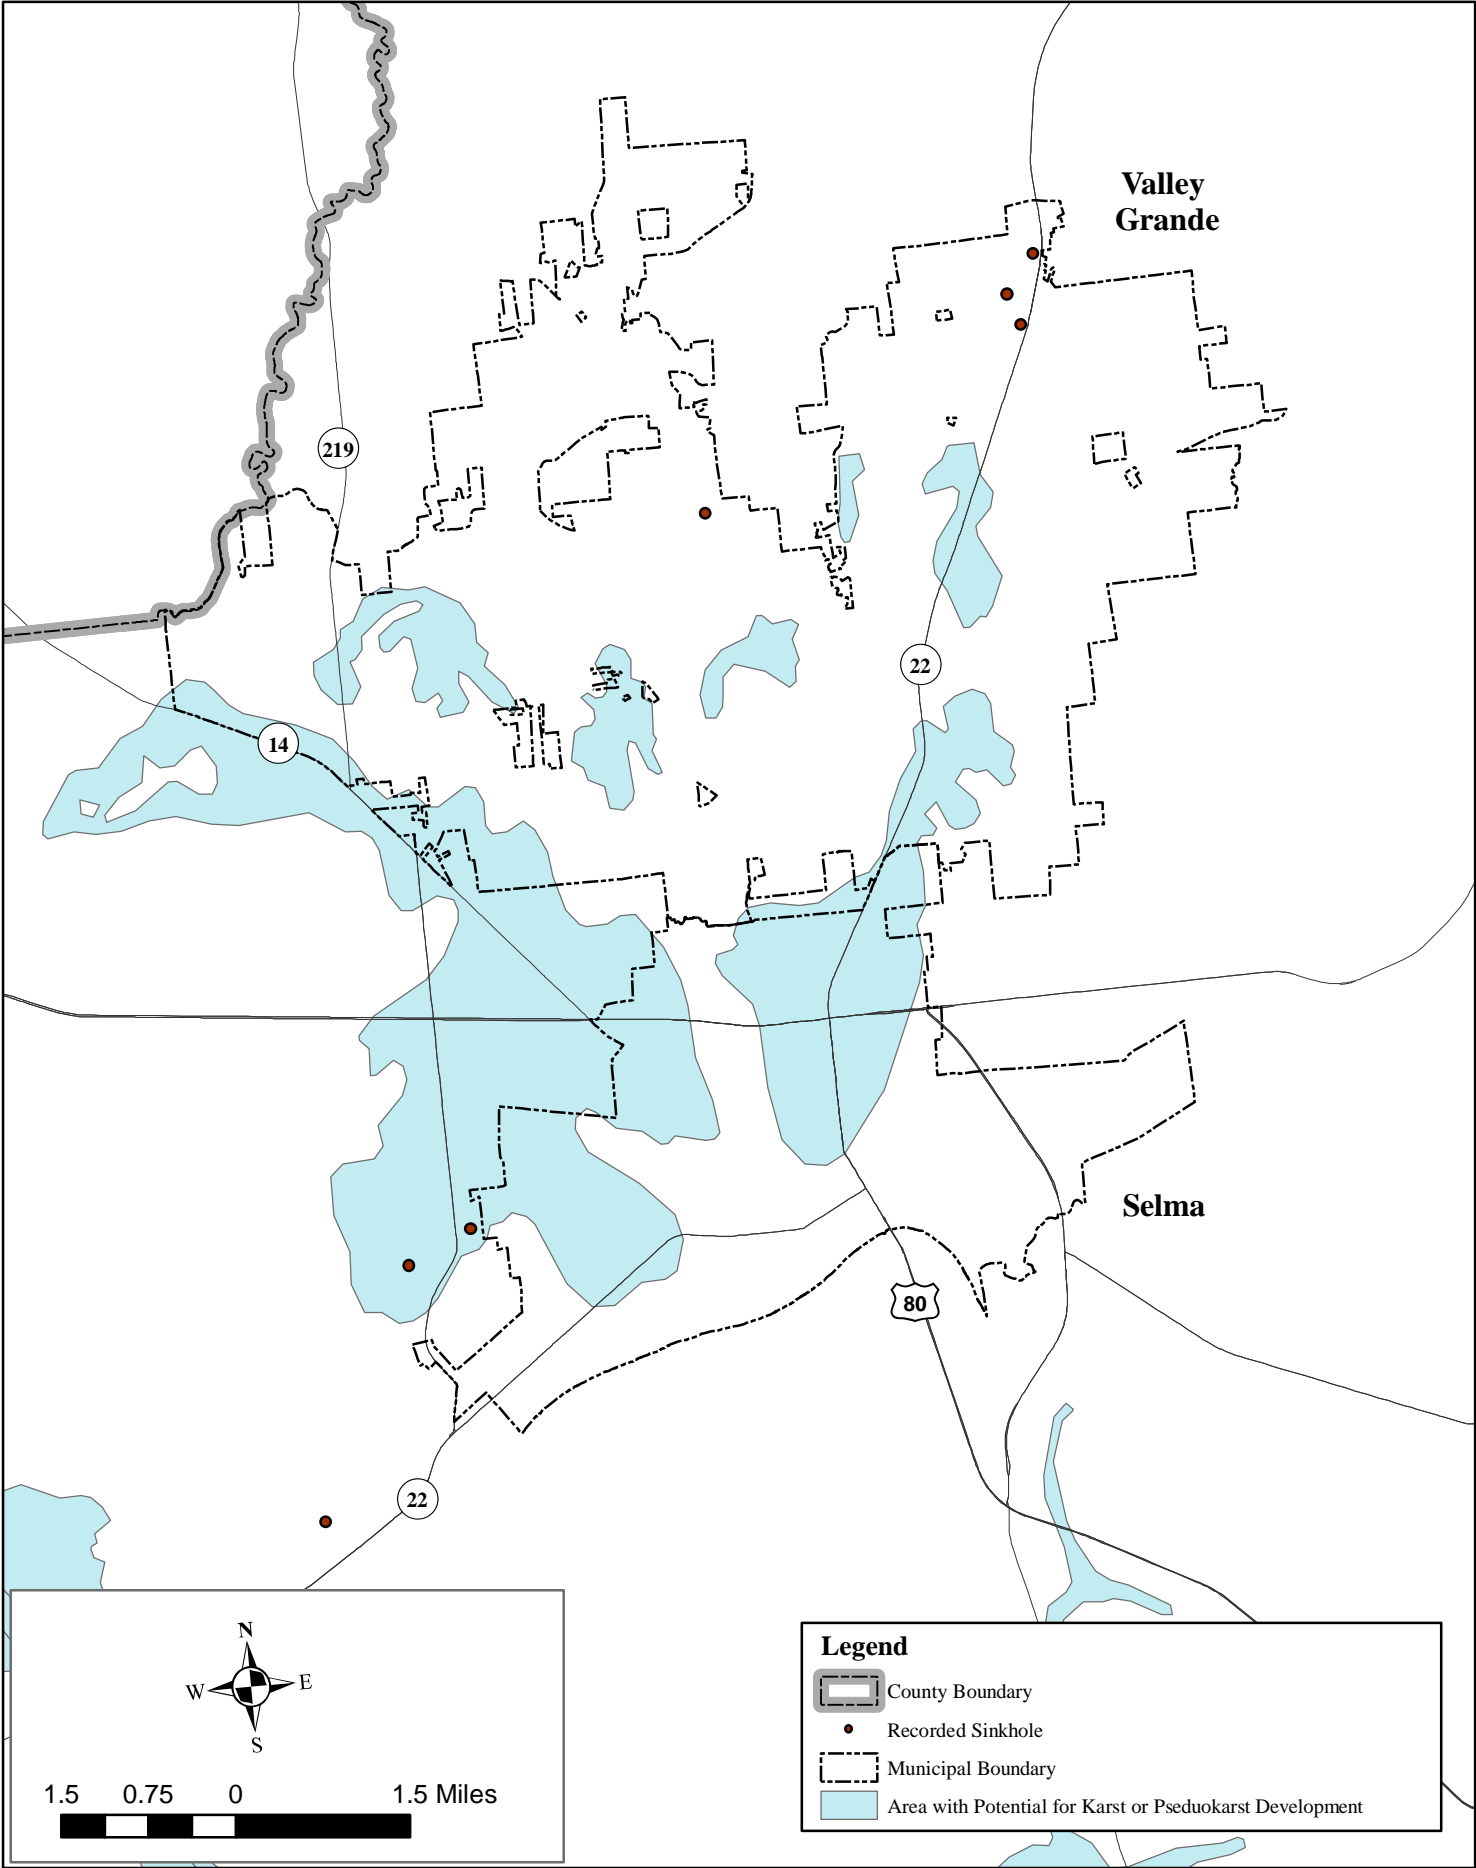 Valley
Grande
219
22
14
Selma
80
22
N
W E
S
1.5 0.75 0 1.5 Miles
Legend
County Boundary
Recorded Sinkhole
Municipal Boundary
Area with Potential for Karst or Pseduokarst Development